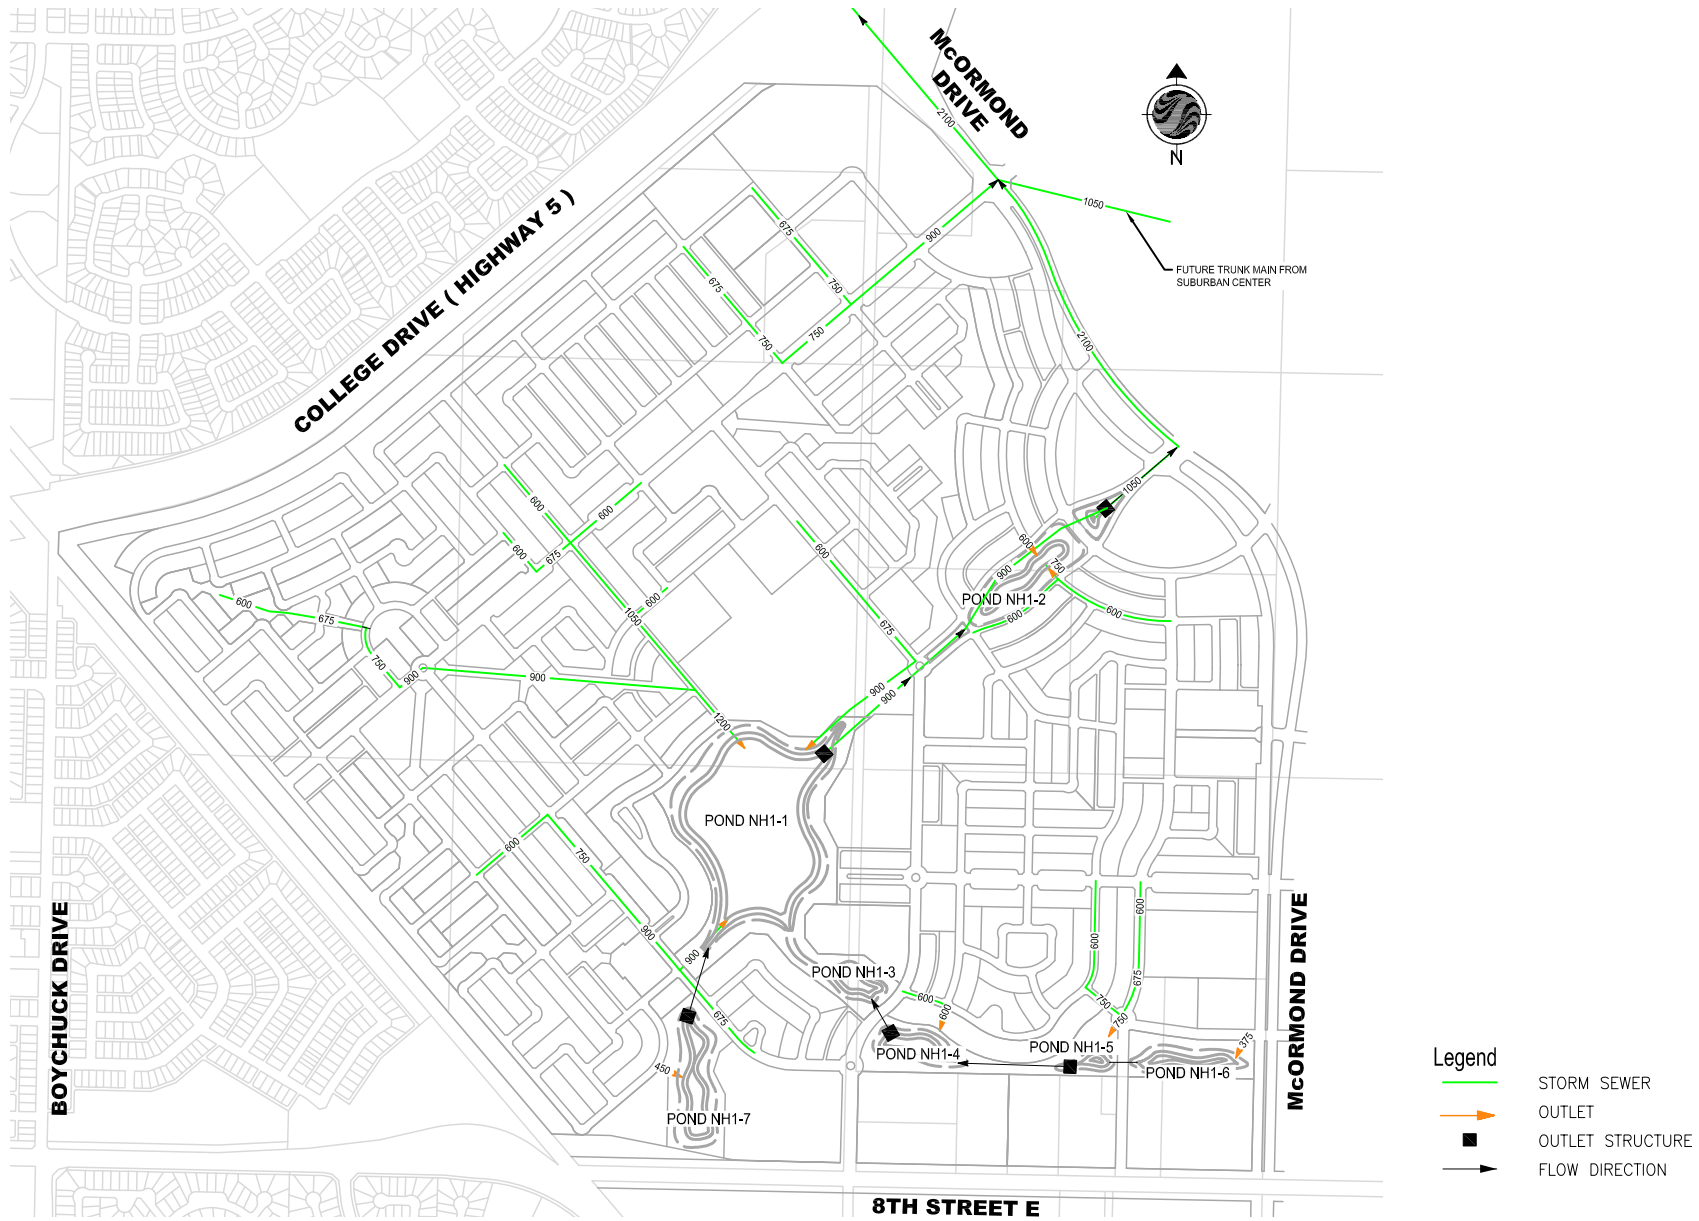 McCORMOND
DRIVE
N
2100
1050
FUTURE TRUNK MAIN FROM
SUBURBAN CENTER
COLLEGE DRIVE ( HIGHWAY 5 )
675
900
675
750
750
750
2100
600
600
600
675
1050
600
600
675
600
900
750
1050
POND NH1-2
600
600
600
675
750
900
900
900
900
1200
POND NH1-1
600
750
900
900
675
600
600
675
750
750
POND NH1-3
600
600
POND NH1-4
POND NH1-5
375
POND NH1-6
450
POND NH1-7
BOYCHUCK DRIVE
McCORMOND DRIVE
8TH STREET E
Legend
STORM SEWER
OUTLET
OUTLET STRUCTURE
FLOW DIRECTION